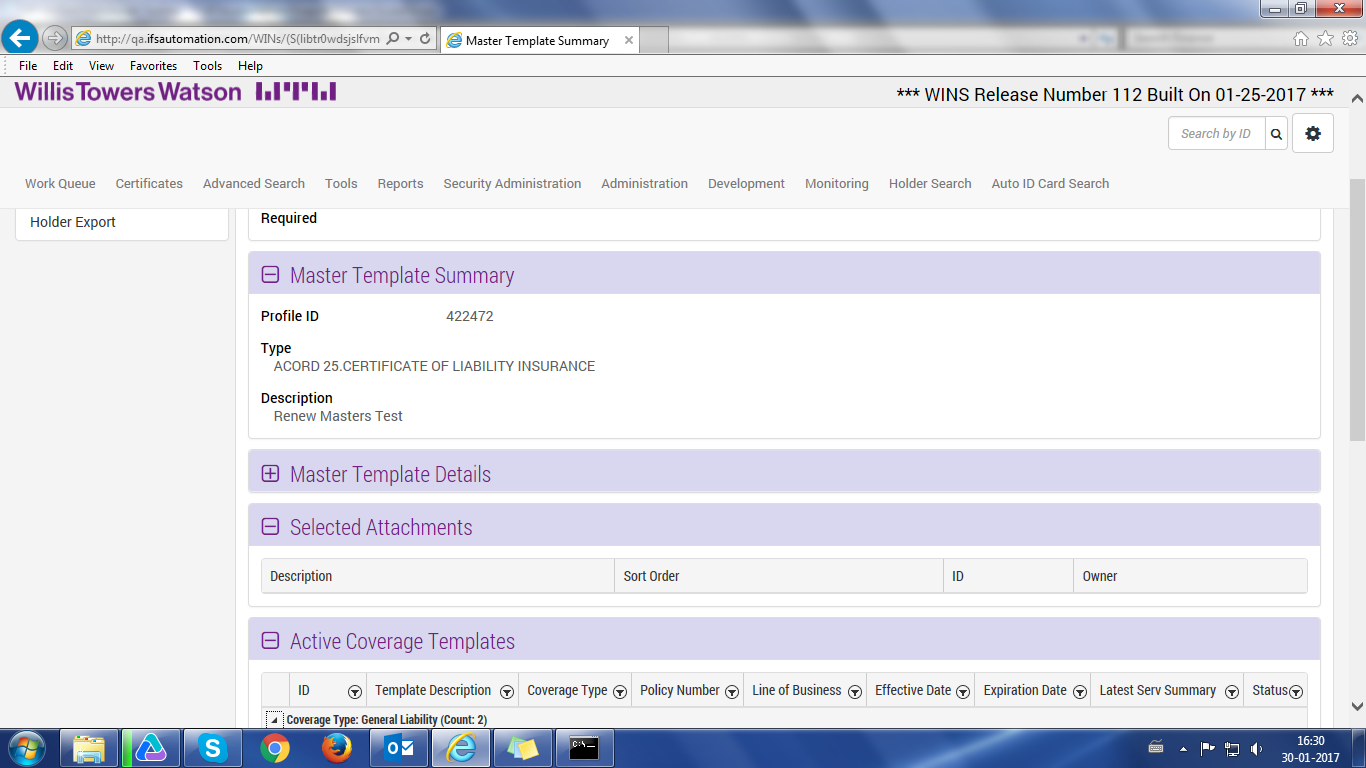 http://qa.ifsautomation.com/WINs/(S(libtr0wdsjslfvm
Master Template Summary
File Edit View Favorites Tools Help
WillisTowersWatson
*** WINS Release Number 112 Built On 01-25-2017 ***
Search by ID
Work Queue Certificates Advanced Search Tools Reports Security Administration Administration Development Monitoring Holder Search Auto ID Card Search
Holder Export
Required
Master Template Summary
Profile ID 422472
Type
ACORD 25.CERTIFICATE OF LIABILITY INSURANCE
Description
Renew Masters Test
Master Template Details
Selected Attachments
Description Sort Order ID Owner
Active Coverage Templates
ID Template Description Coverage Type Policy Number Line of Business Effective Date Expiration Date Latest Serv Summary Status
Coverage Type: General Liability (Count: 2)
16:30
30-01-2017